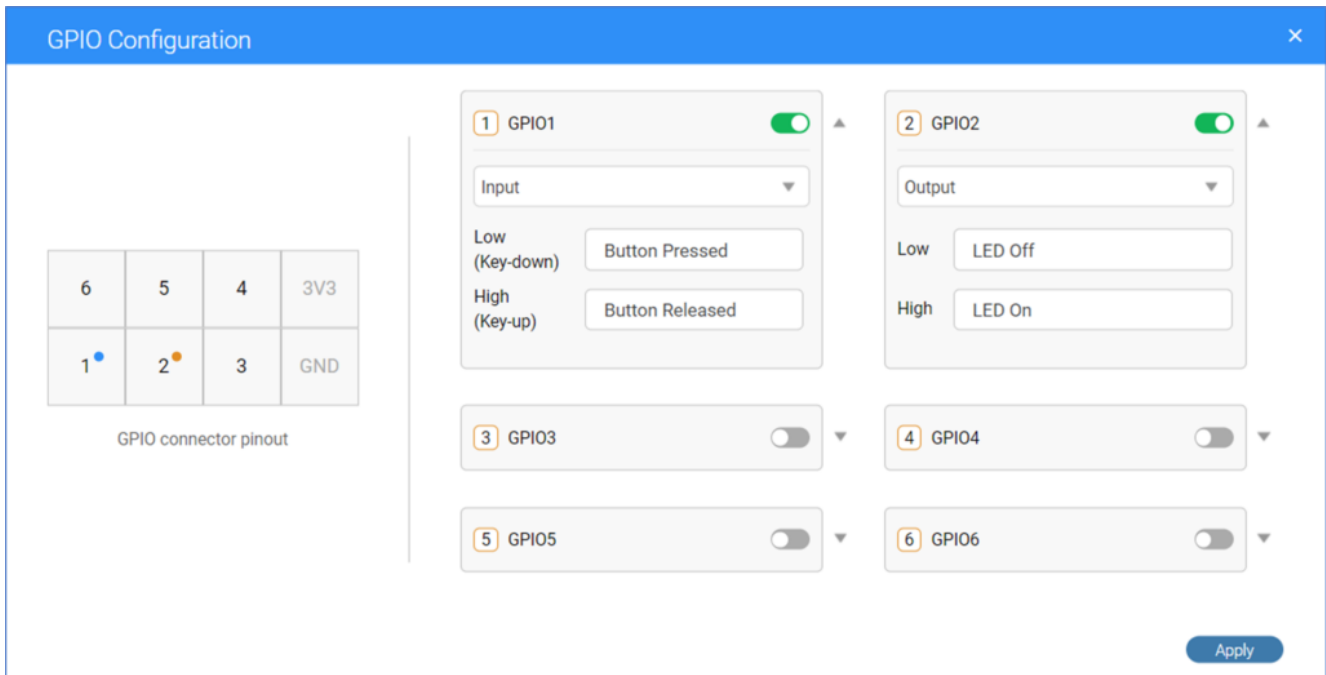 GPIO Configuration
×
6 5 4 3V3
1 2 3 GND
GPIO connector pinout
1 GPIO1
Input
Low
(Key-down)
Button Pressed
High
(Key-up)
Button Released
2 GPIO2
Output
Low LED Off
High LED On
3 GPIO3
4 GPIO4
5 GPIO5
6 GPIO6
Apply